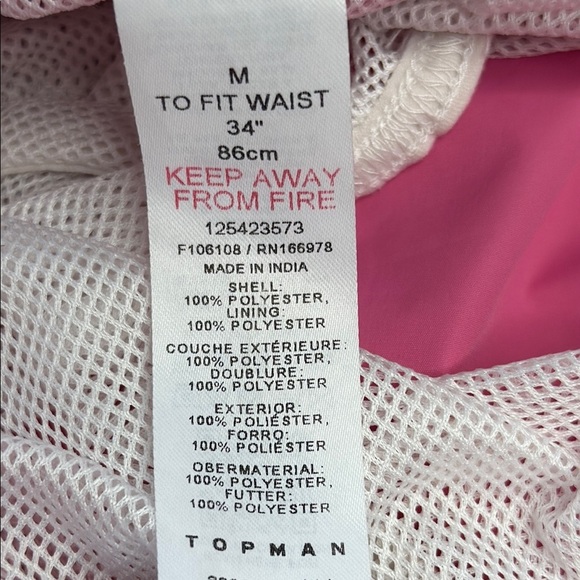 M
TO FIT WAIST
34"
86cm
KEEP AWAY
FROM FIRE
125423573
F106108 / RN166978
MADE IN INDIA
SHELL:
100% POLYESTER,
LINING:
100% POLYESTER
COUCHE EXTÉRIEURE:
100% POLYESTER,
DOUBLURE:
100% POLYESTER
EXTERIOR:
100% POLIÉSTER,
FORRO:
100% POLIÉSTER
OBERMATERIAL:
100% POLYESTER,
FUTTER:
100% POLYESTER
TOPMAN